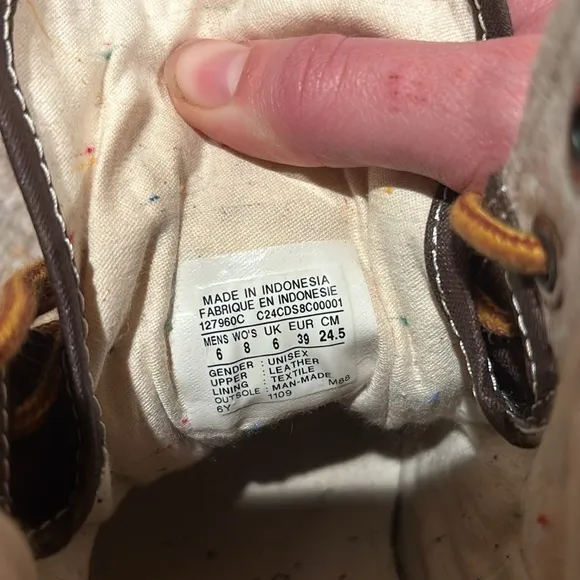 MADE IN INDONESIA
FABRIQUE EN INDONESIE
127960C C24CDS8C00001
MENS WO'S UK EUR CM
6 8 6 39 24.5
GENDER : UNISEX
UPPER : LEATHER
LINING : TEXTILE
OUTSOLE : MAN-MADE
6Y 1109 M88